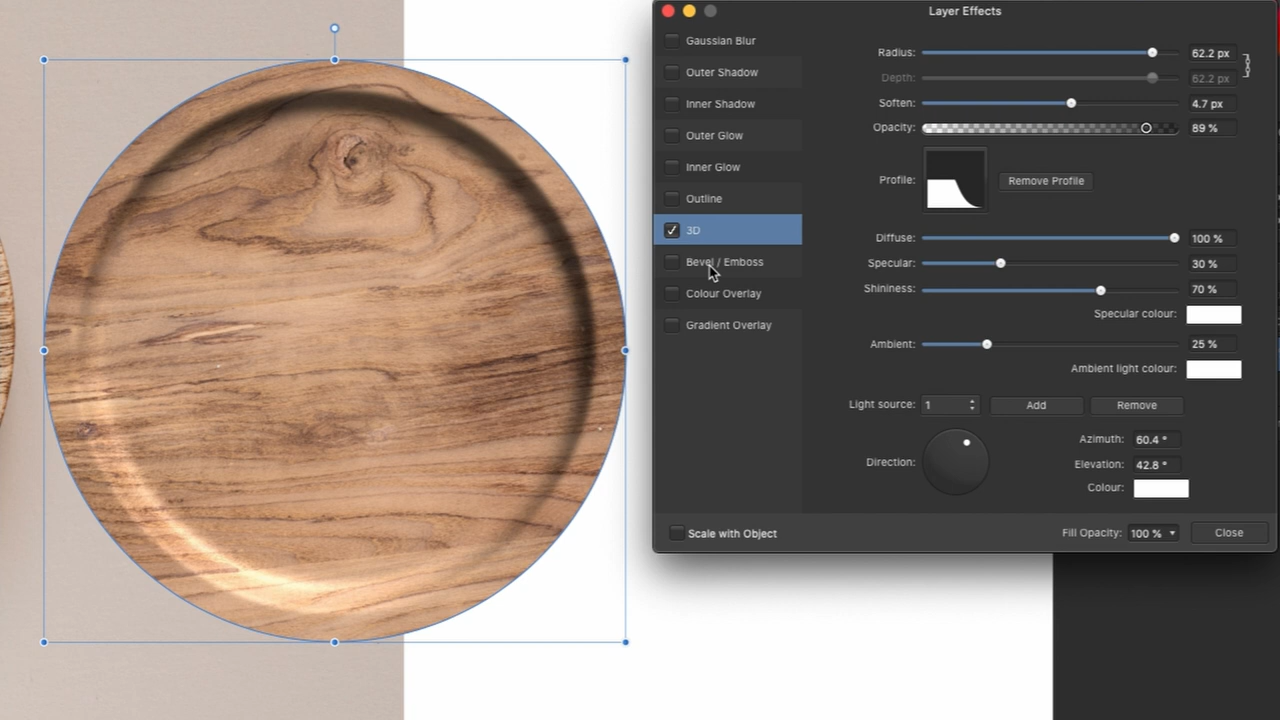 Layer Effects
Gaussian Blur
Outer Shadow
Inner Shadow
Outer Glow
Inner Glow
Outline
3D
Bevel / Emboss
Colour Overlay
Gradient Overlay
Radius: 62.2 px
Depth: 62.2 px
Soften: 4.7 px
Opacity: 89 %
Profile: Remove Profile
Diffuse: 100 %
Specular: 30 %
Shininess: 70 %
Specular colour:
Ambient: 25 %
Ambient light colour:
Light source: 1 Add Remove
Direction:
Azimuth: 60.4 °
Elevation: 42.8 °
Colour:
Scale with Object
Fill Opacity: 100 % Close